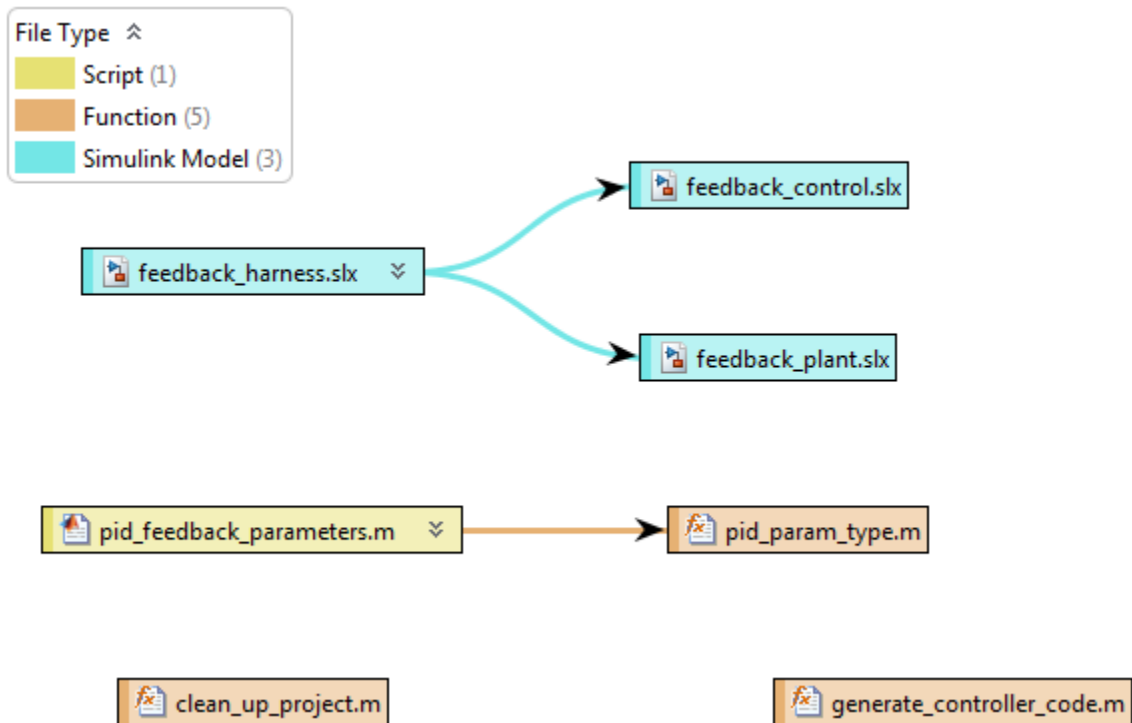 File Type
Script (1)
Function (5)
Simulink Model (3)
feedback_control.slx
feedback_harness.slx
feedback_plant.slx
pid_feedback_parameters.m
pid_param_type.m
clean_up_project.m
generate_controller_code.m